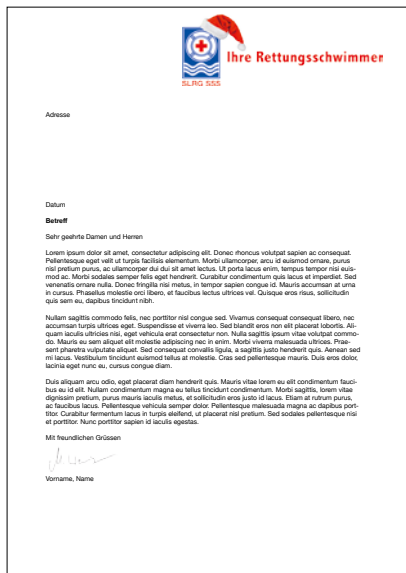 Ihre Rettungsschwimmer
SLRG SSS
Adresse
Datum
Betreff
Sehr geehrte Damen und Herren
Lorem ipsum dolor sit amet, consectetur adipiscing elit. Donec rhoncus volutpat sapien ac consequat.
Pellentesque eget velit ut turpis facilisis elementum. Morbi ullamcorper, arcu id euismod ornare, purus
nisl pretium purus, ac ullamcorper dui dui sit amet lectus. Ut porta lacus enim, tempus tempor nisi euis-
mod ac. Morbi sodales semper felis eget hendrerit. Curabitur condimentum quis lacus et imperdiet. Sed
venenatis ornare nulla. Donec fringilla nisi metus, in tempor sapien congue id. Mauris accumsan at urna
in cursus. Phasellus molestie orci libero, et faucibus lectus ultrices vel. Quisque eros risus, sollicitudin
quis sem eu, dapibus tincidunt nibh.
Nullam sagittis commodo felis, nec porttitor nisl congue sed. Vivamus consequat consequat libero, nec
accumsan turpis ultrices eget. Suspendisse et viverra leo. Sed blandit eros non elit placerat lobortis. Ali-
quam iaculis ultricies nisi, eget vehicula erat consectetur non. Nulla sagittis ipsum vitae volutpat commo-
do. Mauris eu sem aliquet elit molestie adipiscing nec in enim. Morbi viverra malesuada ultrices. Prae-
sent pharetra vulputate aliquet. Sed consequat convallis ligula, a sagittis justo hendrerit quis. Aenean sed
mi lacus. Vestibulum tincidunt euismod tellus at molestie. Cras sed pellentesque mauris. Duis eros dolor,
lacinia eget nunc eu, cursus congue diam.
Duis aliquam arcu odio, eget placerat diam hendrerit quis. Mauris vitae lorem eu elit condimentum fauci-
bus eu id elit. Nullam condimentum magna eu tellus tincidunt condimentum. Morbi sagittis, lorem vitae
dignissim pretium, purus mauris iaculis metus, et sollicitudin eros justo id lacus. Etiam at rutrum purus,
ac faucibus lacus. Pellentesque vehicula semper dolor. Pellentesque malesuada magna ac dapibus port-
titor. Curabitur fermentum lacus in turpis eleifend, ut placerat nisl pretium. Sed sodales pellentesque nisi
et porttitor. Nunc porttitor sapien id iaculis egestas.
Mit freundlichen Grüssen
Vorname, Name